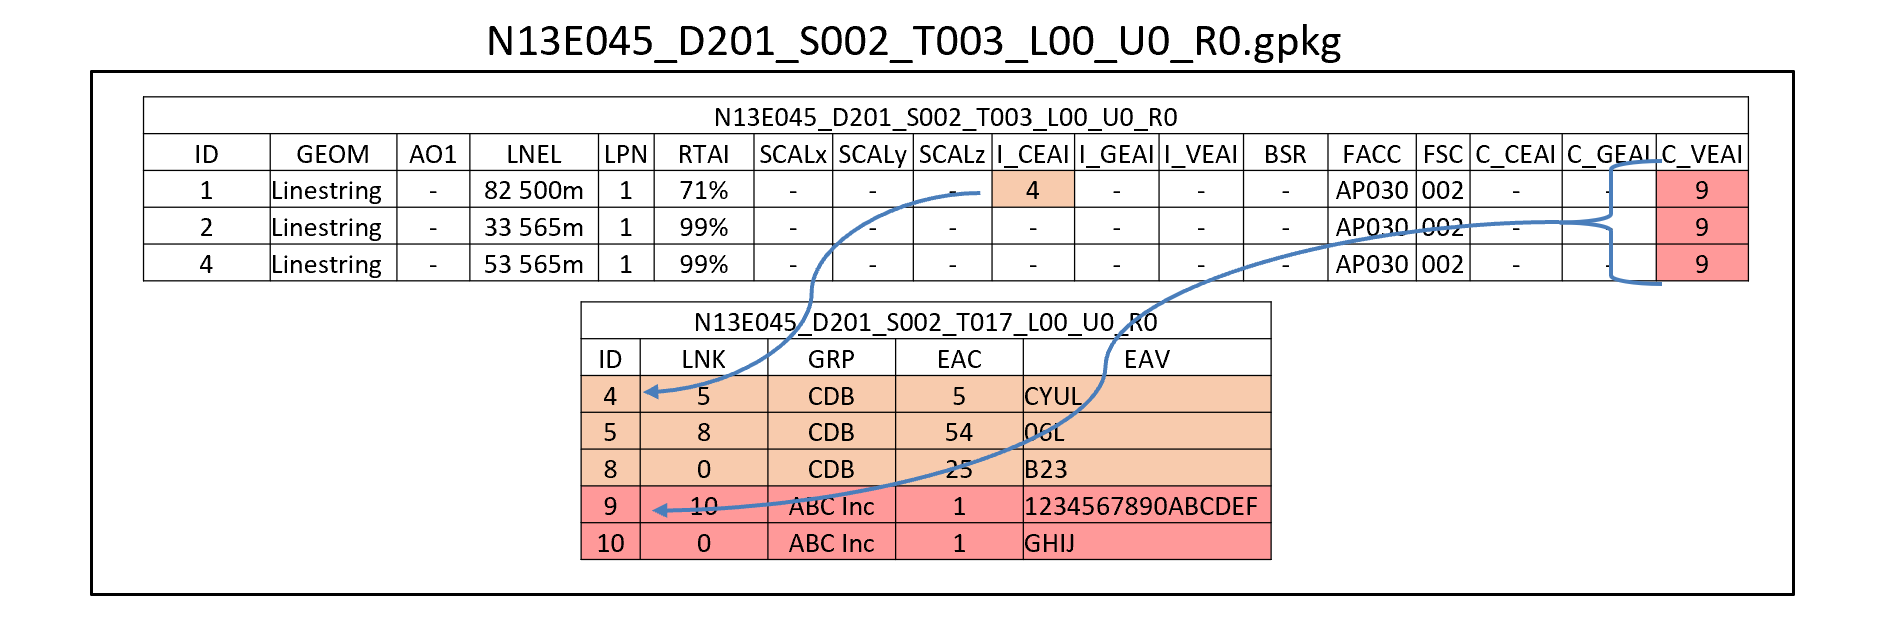 N13E045_D201_S002_T003_L00_U0_R0.gpkg
N13E045_D201_S002_T003_L00_U0_R0
ID GEOM AO1 LNEL LPN RTAI SCALx SCALy SCALz I_CEAI I_GEAI I_VEAI BSR FACC FSC C_CEAI C_GEAI C_VEAI
1 Linestring - 82 500m 1 71% - - - 4 - - - AP030 002 - - 9
2 Linestring - 33 565m 1 99% - - - - - - - AP030 002 - - 9
4 Linestring - 53 565m 1 99% - - - - - - - AP030 002 - - 9
N13E045_D201_S002_T017_L00_U0_R0
ID LNK GRP EAC EAV
4 5 CDB 5 CYUL
5 8 CDB 54 06L
8 0 CDB 25 B23
9 10 ABC Inc 1 1234567890ABCDEF
10 0 ABC Inc 1 GHIJ